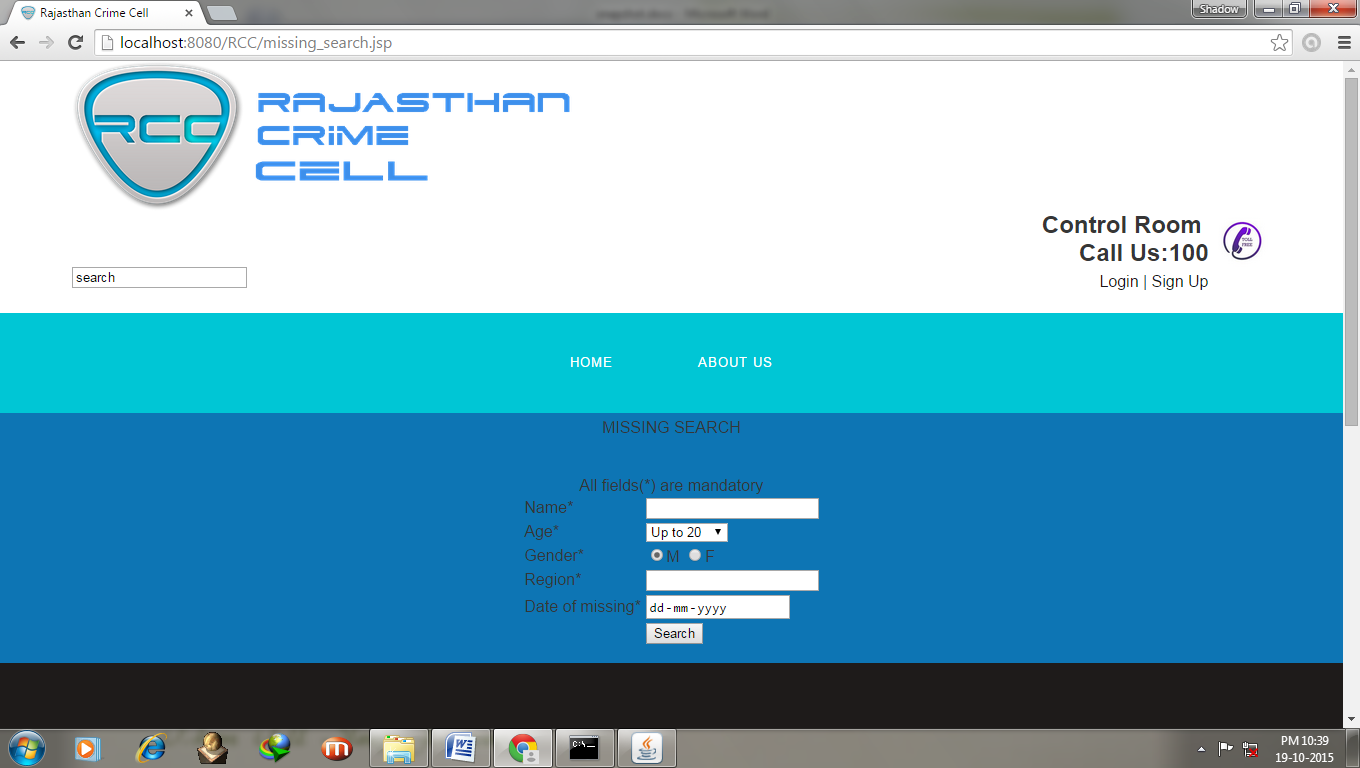 Rajasthan Crime Cell
Shadow
localhost:8080/RCC/missing_search.jsp
RCC
RAJASTHAN
CRiME
CELL
Control Room
Call Us:100
TOLL
FREE
search
Login | Sign Up
HOME ABOUT US
MISSING SEARCH
All fields(*) are mandatory
Name*
Age* Up to 20
Gender* M F
Region*
Date of missing* dd-mm-yyyy
Search
PM 10:39
19-10-2015